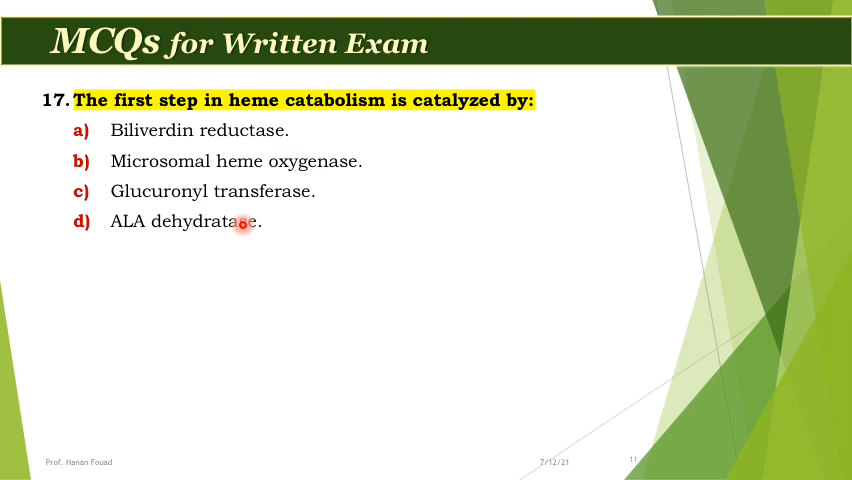 MCQs for Written Exam
17. The first step in heme catabolism is catalyzed by:
a) Biliverdin reductase.
b) Microsomal heme oxygenase.
c) Glucuronyl transferase.
d) ALA dehydratase.
Prof. Hanan Fouad 7/12/21 11